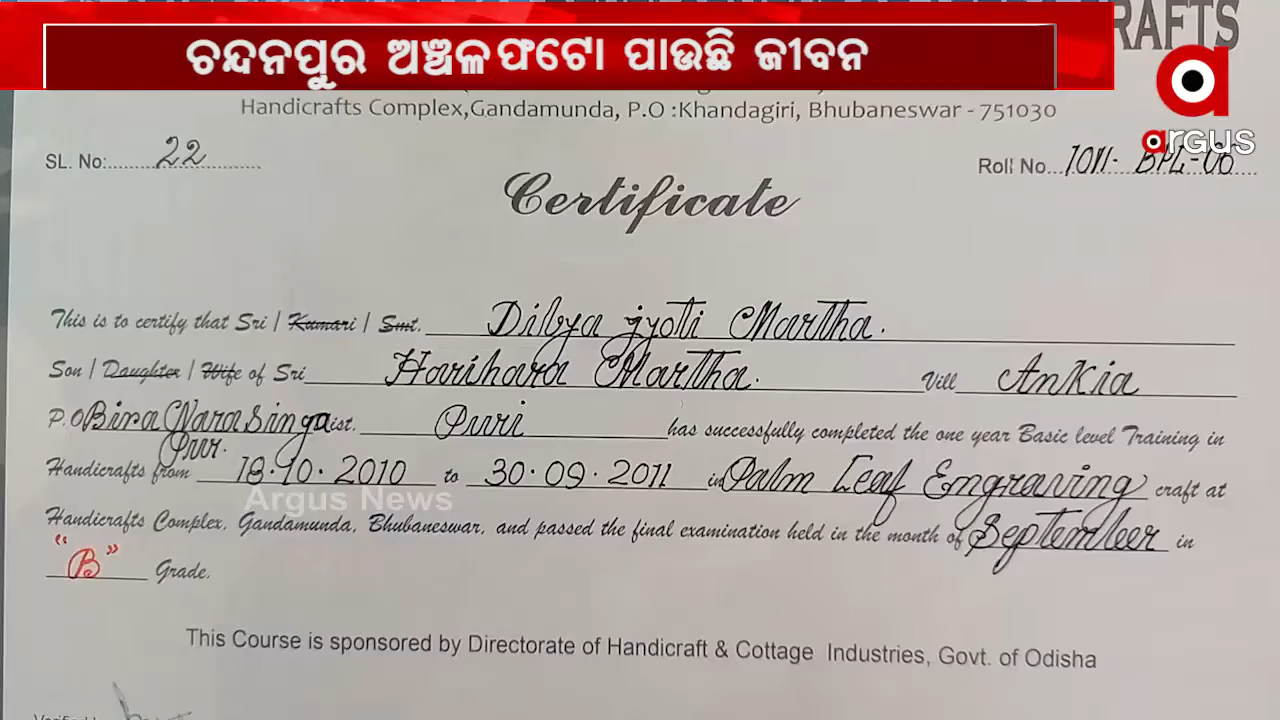 CRAFTS
ଚନ୍ଦନପୁର ଅଞ୍ଚଳ ଫଟୋ ପାଉଛି ଜୀବନ
argus
Handicrafts Complex,Gandamunda, P.O :Khandagiri, Bhubaneswar - 751030
SL. No: 22
Roll No. BPL-06
Certificate
This is to certify that Sri / Kumari / Smt. Dibya jyoti Martha.
Son / Daughter / Wife of Sri Harihara Martha. Vill Ankia
P.O Bira Narasinga Dist. Puri has successfully completed the one year Basic level Training in
Pur.
Handicrafts from 18.10.2010 to 30.09.2011 in Palm Leaf Engraving craft at
Argus News
Handicrafts Complex, Gandamunda, Bhubaneswar, and passed the final examination held in the month of September in
"B" Grade.
This Course is sponsored by Directorate of Handicraft & Cottage Industries, Govt. of Odisha